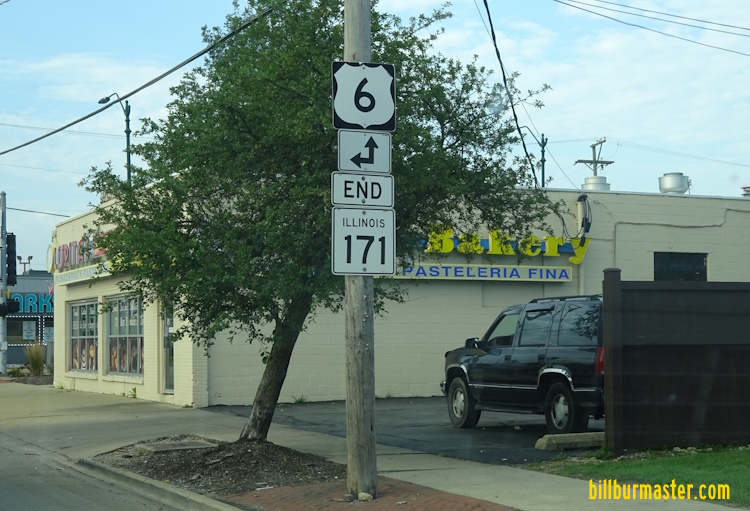 6
END
ILLINOIS
171
Bakery
PASTELERIA FINA
billburmaster.com